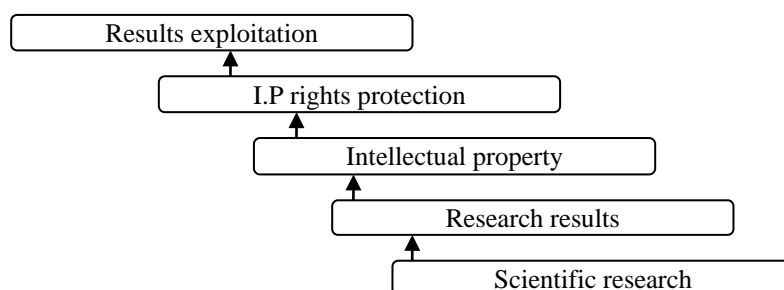 Results exploitation
I.P rights protection
Intellectual property
Research results
Scientific research